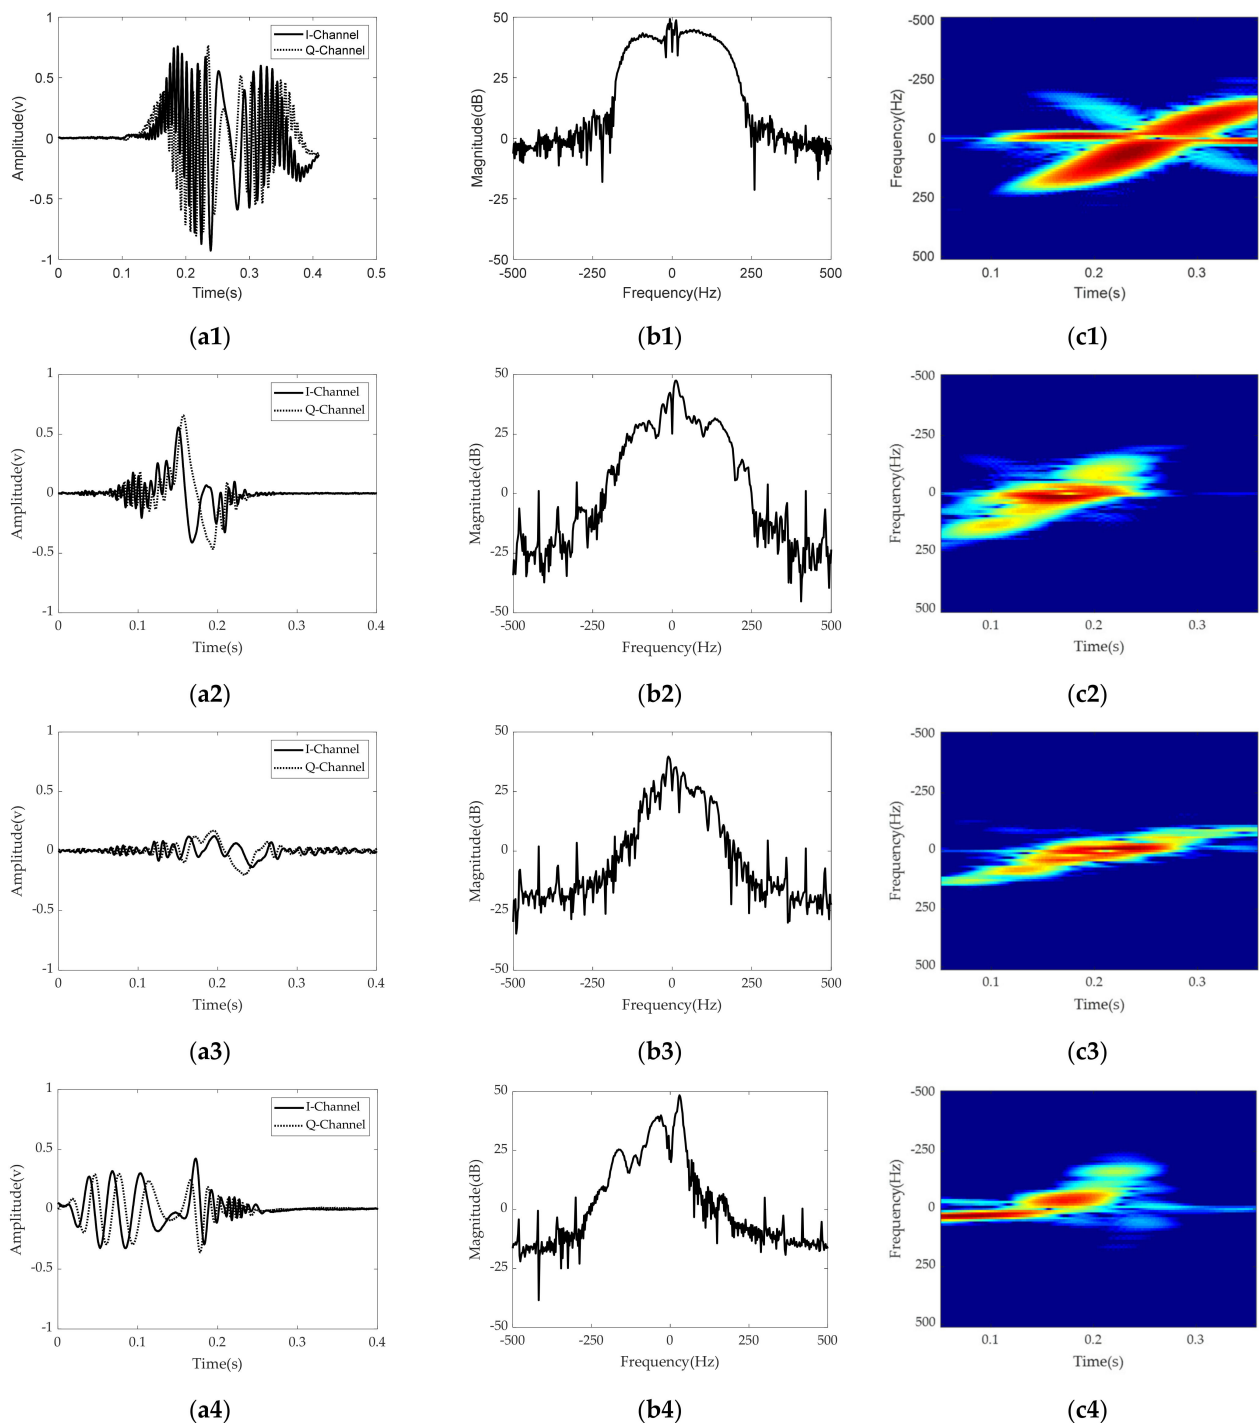 1
0.5
0
-0.5
-1
Amplitude(v)
I-Channel
Q-Channel
0 0.1 0.2 0.3 0.4 0.5
Time(s)
(a1)
50
25
0
-25
-50
Magnitude(dB)
-500 -250 0 250 500
Frequency(Hz)
(b1)
-500
-250
0
250
500
Frequency(Hz)
0.1 0.2 0.3
Time(s)
(c1)
1
0.5
0
-0.5
-1
Amplitude(v)
I-Channel
Q-Channel
0 0.1 0.2 0.3 0.4
Time(s)
(a2)
50
25
0
-25
-50
Magnitude(dB)
-500 -250 0 250 500
Frequency(Hz)
(b2)
-500
-250
0
250
500
Frequency(Hz)
0.1 0.2 0.3
Time(s)
(c2)
1
0.5
0
-0.5
-1
Amplitude(v)
I-Channel
Q-Channel
0 0.1 0.2 0.3 0.4
Time(s)
(a3)
50
25
0
-25
-50
Magnitude(dB)
-500 -250 0 250 500
Frequency(Hz)
(b3)
-500
-250
0
250
500
Frequency(Hz)
0.1 0.2 0.3
Time(s)
(c3)
1
0.5
0
-0.5
-1
Amplitude(v)
I-Channel
Q-Channel
0 0.1 0.2 0.3 0.4
Time(s)
(a4)
50
25
0
-25
-50
Magnitude(dB)
-500 -250 0 250 500
Frequency(Hz)
(b4)
-500
-250
0
250
500
Frequency(Hz)
0.1 0.2 0.3
Time(s)
(c4)